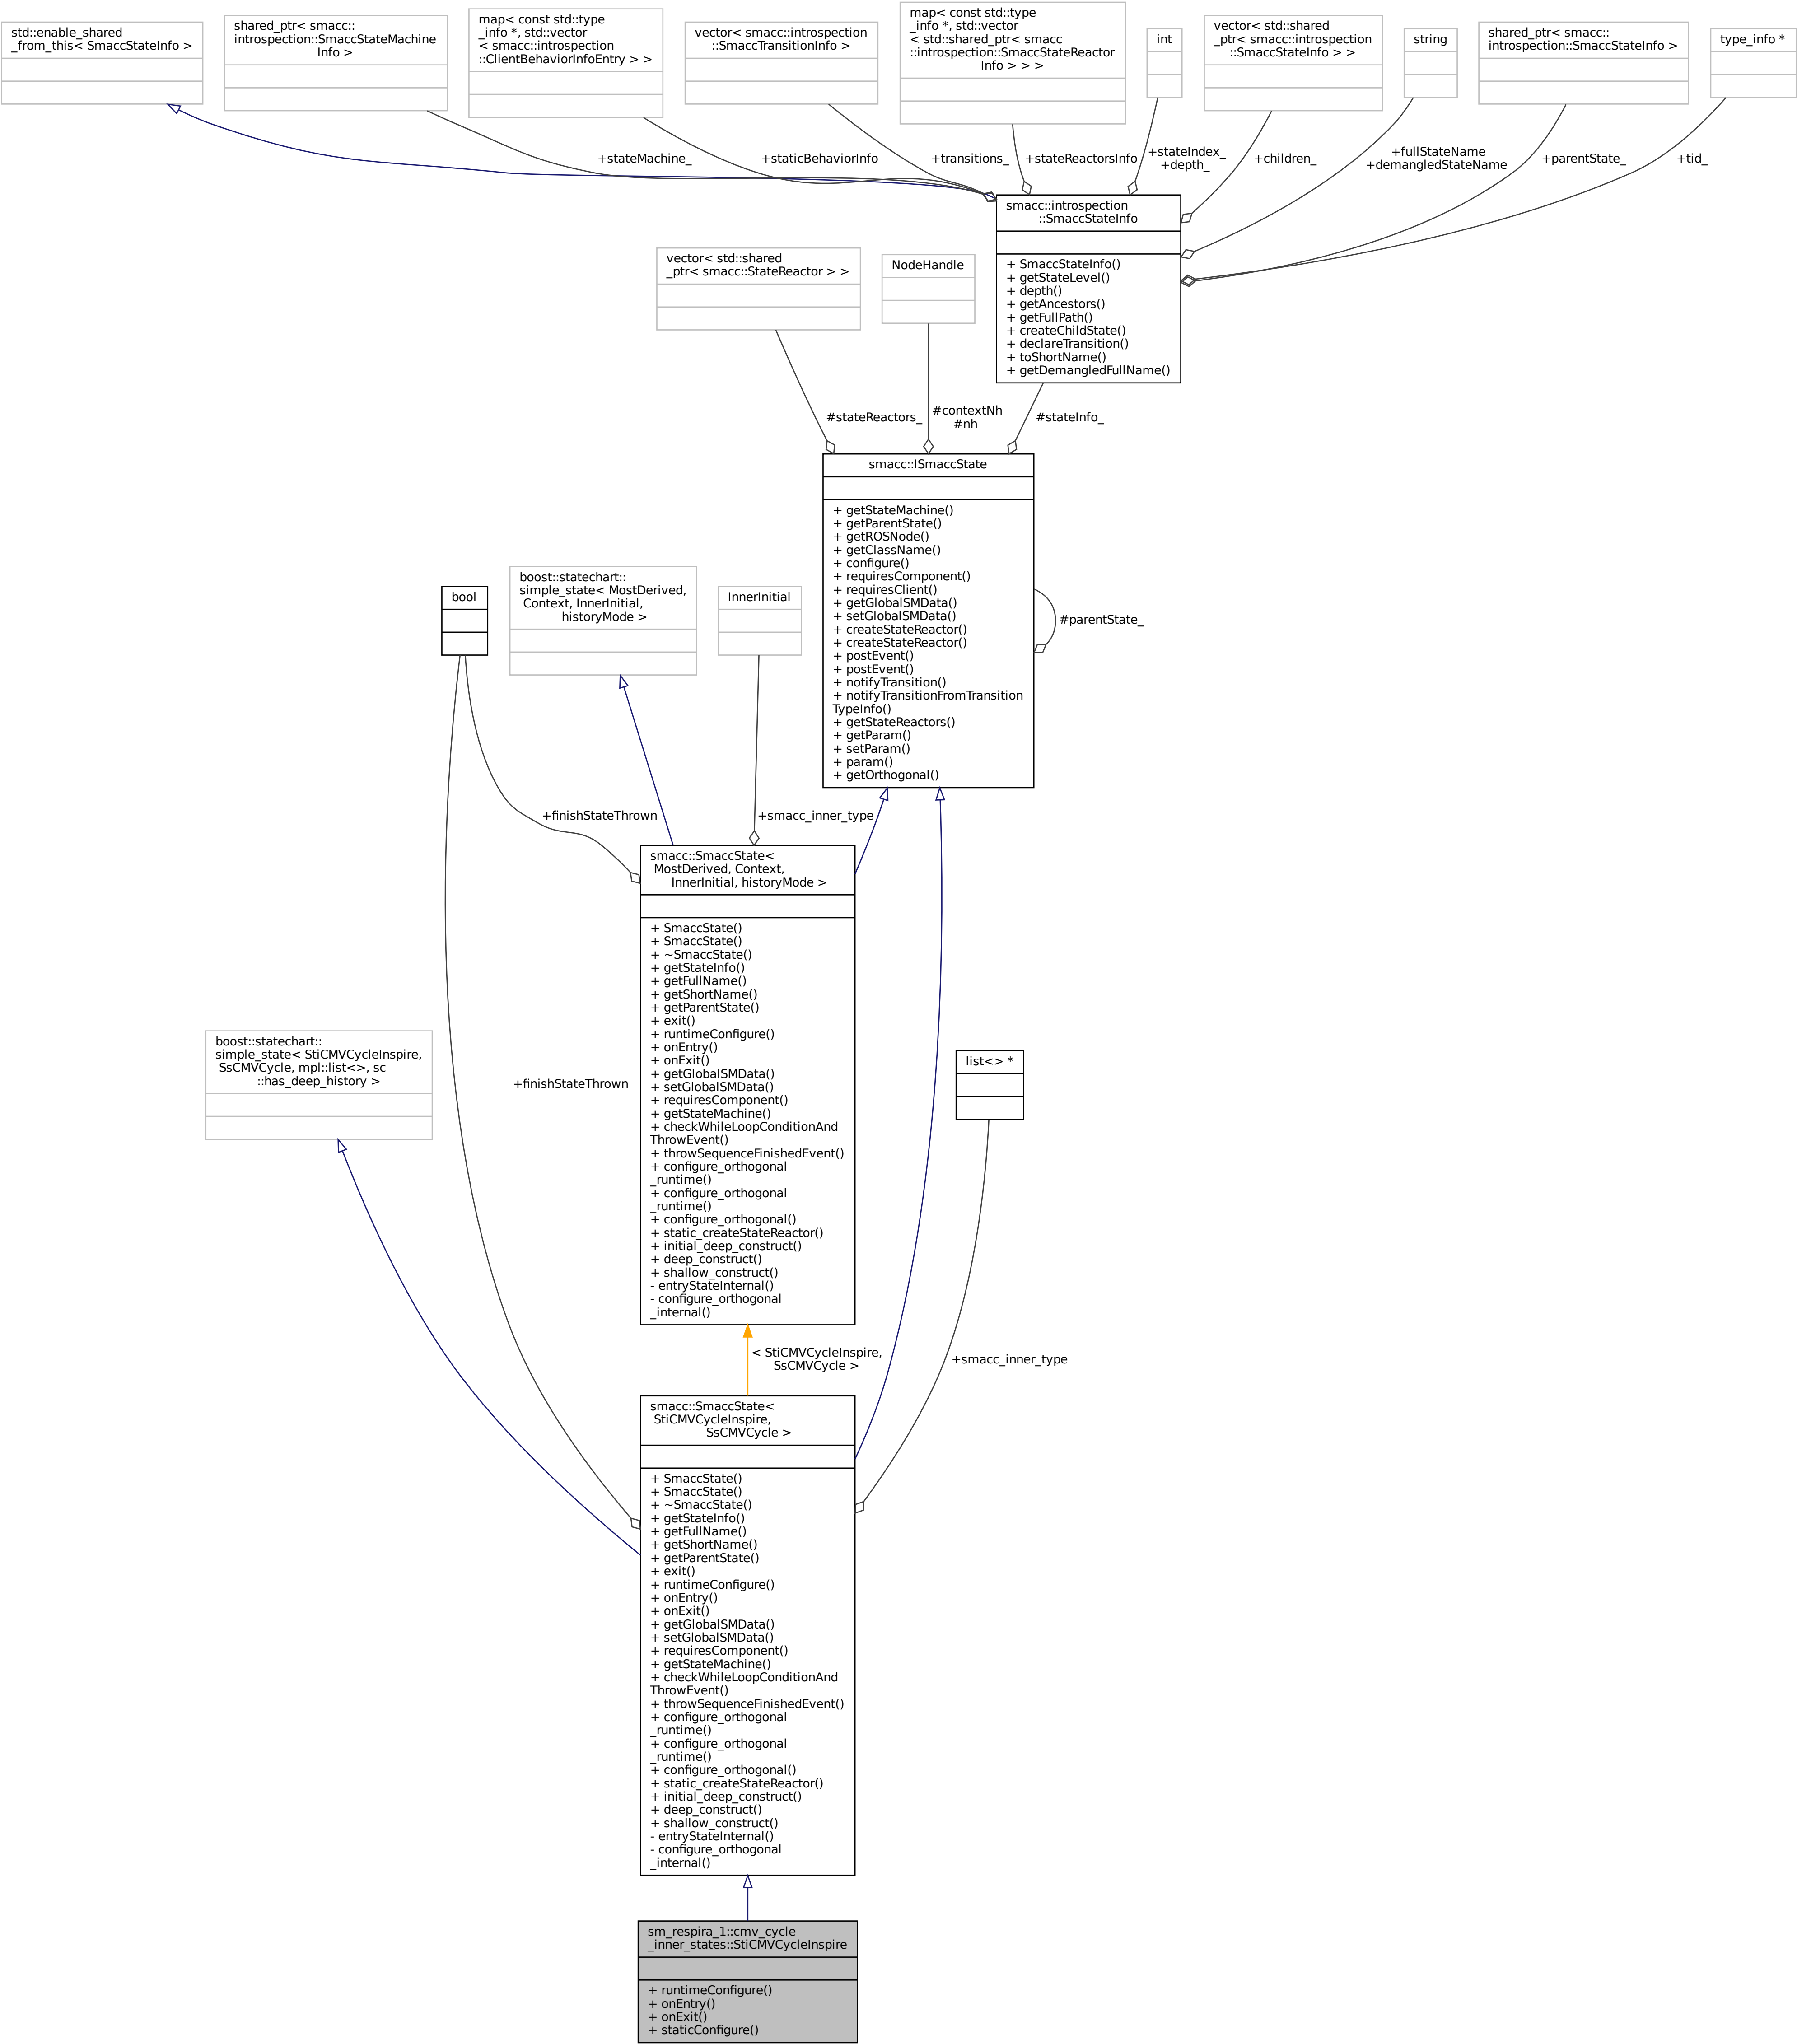 std::enable_shared
_from_this< SmaccStateInfo >
shared_ptr< smacc::
introspection::SmaccStateMachine
Info >
map< const std::type
_info *, std::vector
< smacc::introspection
::ClientBehaviorInfoEntry > >
vector< smacc::introspection
::SmaccTransitionInfo >
map< const std::type
_info *, std::vector
< std::shared_ptr< smacc
::introspection::SmaccStateReactor
Info > > >
int
vector< std::shared
_ptr< smacc::introspection
::SmaccStateInfo > >
string
shared_ptr< smacc::
introspection::SmaccStateInfo >
type_info *
+stateMachine_
+staticBehaviorInfo
+transitions_
+stateReactorsInfo
+stateIndex_
+depth_
+children_
+fullStateName
+demangledStateName
+parentState_
+tid_
smacc::introspection
::SmaccStateInfo
+ SmaccStateInfo()
+ getStateLevel()
+ depth()
+ getAncestors()
+ getFullPath()
+ createChildState()
+ declareTransition()
+ toShortName()
+ getDemangledFullName()
vector< std::shared
_ptr< smacc::StateReactor > >
NodeHandle
#stateReactors_
#contextNh
#nh
#stateInfo_
smacc::ISmaccState
+ getStateMachine()
+ getParentState()
+ getROSNode()
+ getClassName()
+ configure()
+ requiresComponent()
+ requiresClient()
+ getGlobalSMData()
+ setGlobalSMData()
+ createStateReactor()
+ createStateReactor()
+ postEvent()
+ postEvent()
+ notifyTransition()
+ notifyTransitionFromTransition
TypeInfo()
+ getStateReactors()
+ getParam()
+ setParam()
+ param()
+ getOrthogonal()
#parentState_
bool
boost::statechart::
simple_state< MostDerived,
Context, InnerInitial,
historyMode >
InnerInitial
+finishStateThrown
+smacc_inner_type
smacc::SmaccState<
MostDerived, Context,
InnerInitial, historyMode >
+ SmaccState()
+ SmaccState()
+ ~SmaccState()
+ getStateInfo()
+ getFullName()
+ getShortName()
+ getParentState()
+ exit()
+ runtimeConfigure()
+ onEntry()
+ onExit()
+ getGlobalSMData()
+ setGlobalSMData()
+ requiresComponent()
+ getStateMachine()
+ checkWhileLoopConditionAnd
ThrowEvent()
+ throwSequenceFinishedEvent()
+ configure_orthogonal
_runtime()
+ configure_orthogonal
_runtime()
+ configure_orthogonal()
+ static_createStateReactor()
+ initial_deep_construct()
+ deep_construct()
+ shallow_construct()
- entryStateInternal()
- configure_orthogonal
_internal()
boost::statechart::
simple_state< StiCMVCycleInspire,
SsCMVCycle, mpl::list<>, sc
::has_deep_history >
+finishStateThrown
list<> *
< StiCMVCycleInspire,
SsCMVCycle >
+smacc_inner_type
smacc::SmaccState<
StiCMVCycleInspire,
SsCMVCycle >
+ SmaccState()
+ SmaccState()
+ ~SmaccState()
+ getStateInfo()
+ getFullName()
+ getShortName()
+ getParentState()
+ exit()
+ runtimeConfigure()
+ onEntry()
+ onExit()
+ getGlobalSMData()
+ setGlobalSMData()
+ requiresComponent()
+ getStateMachine()
+ checkWhileLoopConditionAnd
ThrowEvent()
+ throwSequenceFinishedEvent()
+ configure_orthogonal
_runtime()
+ configure_orthogonal
_runtime()
+ configure_orthogonal()
+ static_createStateReactor()
+ initial_deep_construct()
+ deep_construct()
+ shallow_construct()
- entryStateInternal()
- configure_orthogonal
_internal()
sm_respira_1::cmv_cycle
_inner_states::StiCMVCycleInspire
+ runtimeConfigure()
+ onEntry()
+ onExit()
+ staticConfigure()